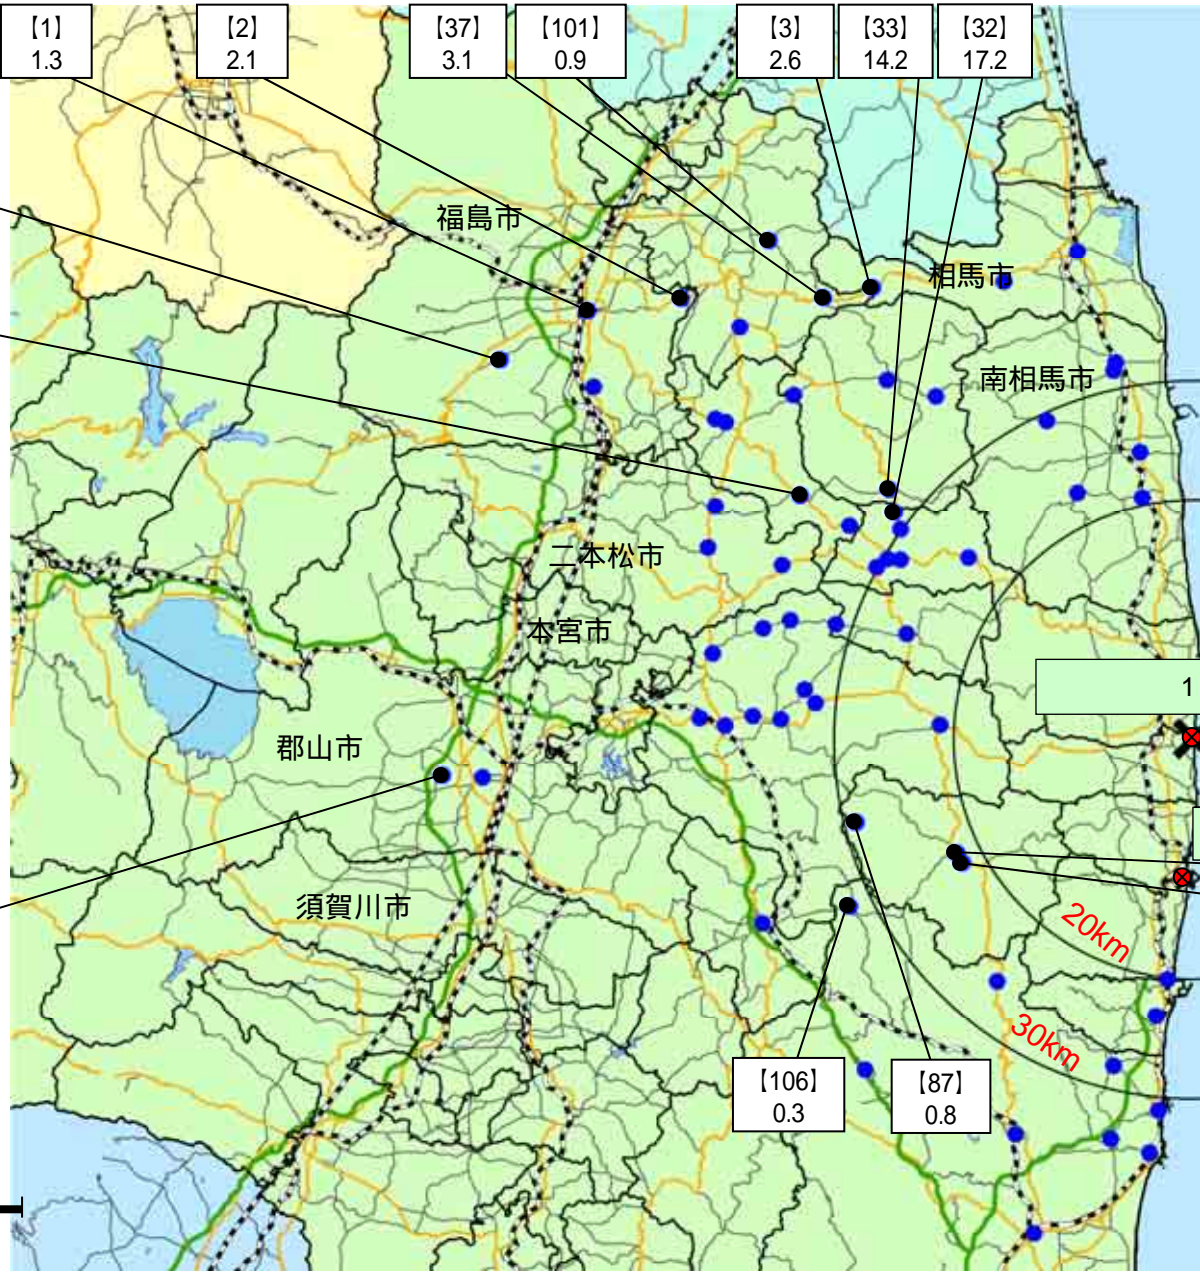 【1】
1.3
【2】
2.1
【37】
3.1
【101】
0.9
【3】
2.6
【33】
14.2
【32】
17.2
福島市
相馬市
南相馬市
二本松市
本宮市
1
郡山市
須賀川市
20km
30km
【106】
0.3
【87】
0.8